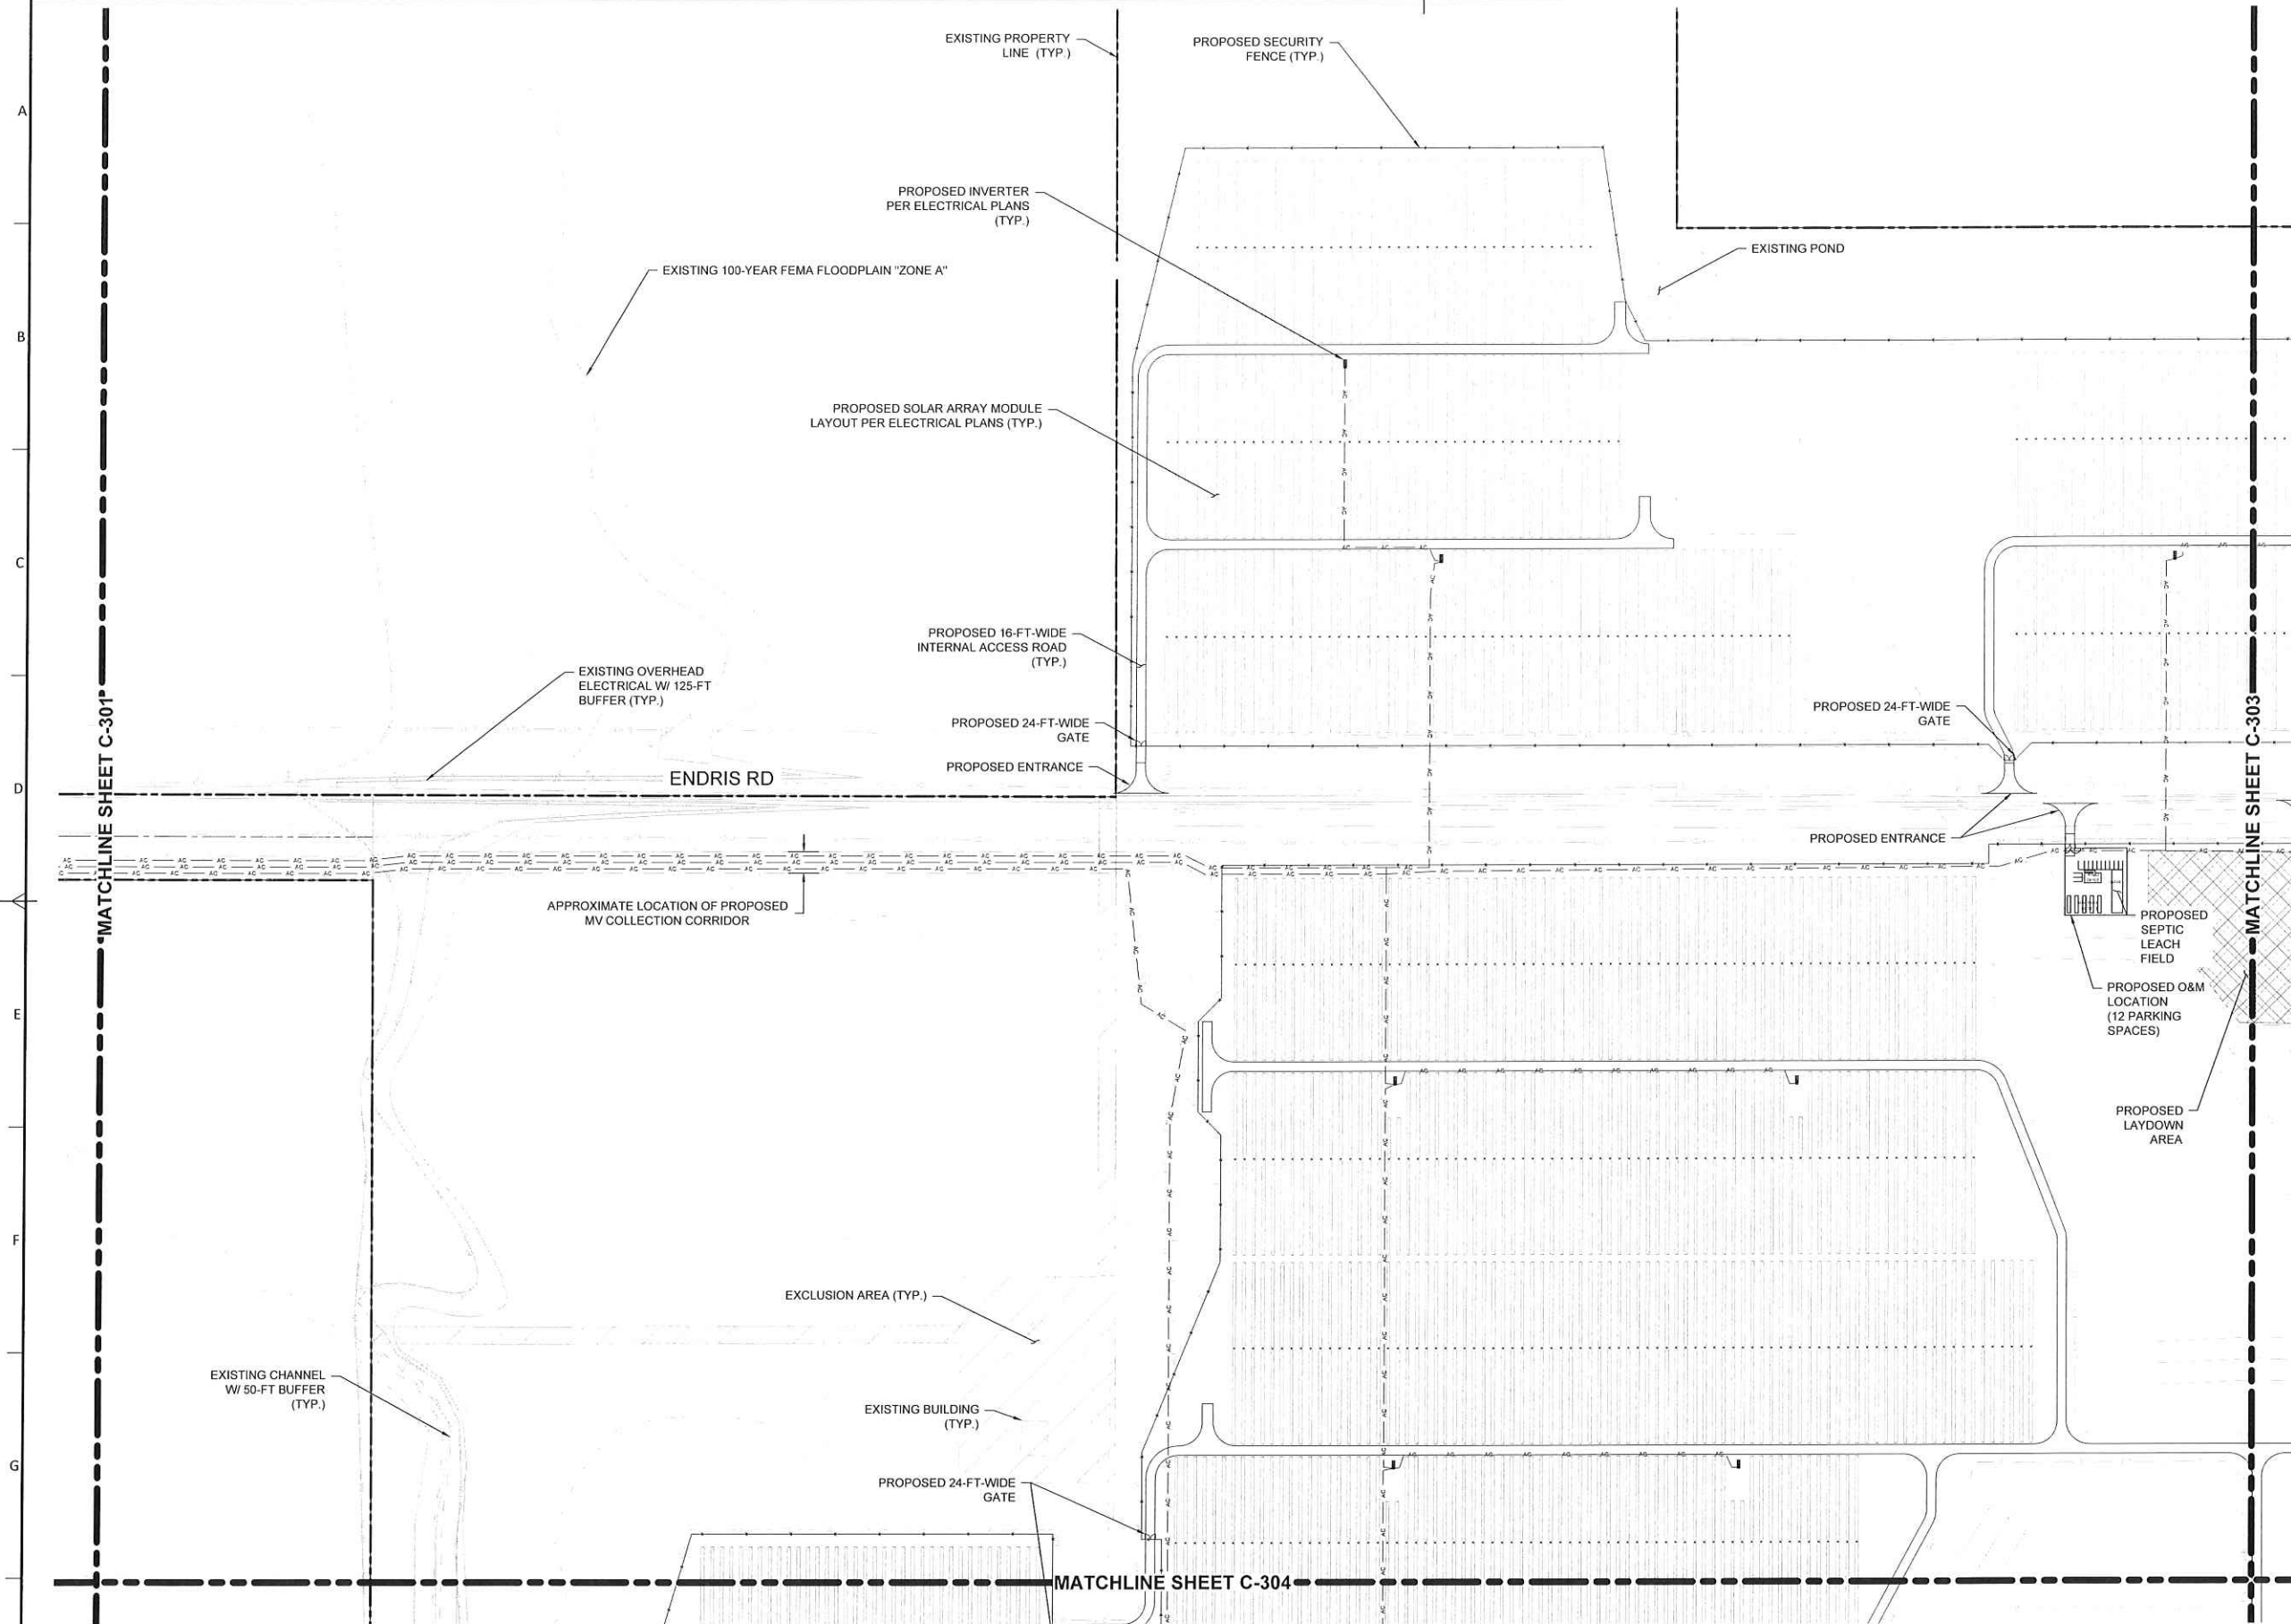 EXISTING PROPERTY
LINE (TYP.)
PROPOSED SECURITY
FENCE (TYP.)
A
PROPOSED INVERTER
PER ELECTRICAL PLANS
(TYP.)
EXISTING POND
EXISTING 100-YEAR FEMA FLOODPLAIN "ZONE A"
B
PROPOSED SOLAR ARRAY MODULE
LAYOUT PER ELECTRICAL PLANS (TYP.)
C
PROPOSED 16-FT-WIDE
INTERNAL ACCESS ROAD
(TYP.)
EXISTING OVERHEAD
ELECTRICAL W/ 125-FT
BUFFER (TYP.)
PROPOSED 24-FT-WIDE
GATE
PROPOSED 24-FT-WIDE
GATE
PROPOSED ENTRANCE
ENDRIS RD
D
MATCHLINE SHEET C-301
MATCHLINE SHEET C-303
PROPOSED ENTRANCE
APPROXIMATE LOCATION OF PROPOSED
MV COLLECTION CORRIDOR
PROPOSED
SEPTIC
LEACH
FIELD
PROPOSED O&M
LOCATION
(12 PARKING
SPACES)
E
PROPOSED
LAYDOWN
AREA
F
EXCLUSION AREA (TYP.)
EXISTING CHANNEL
W/ 50-FT BUFFER
(TYP.)
EXISTING BUILDING
(TYP.)
G
PROPOSED 24-FT-WIDE
GATE
MATCHLINE SHEET C-304